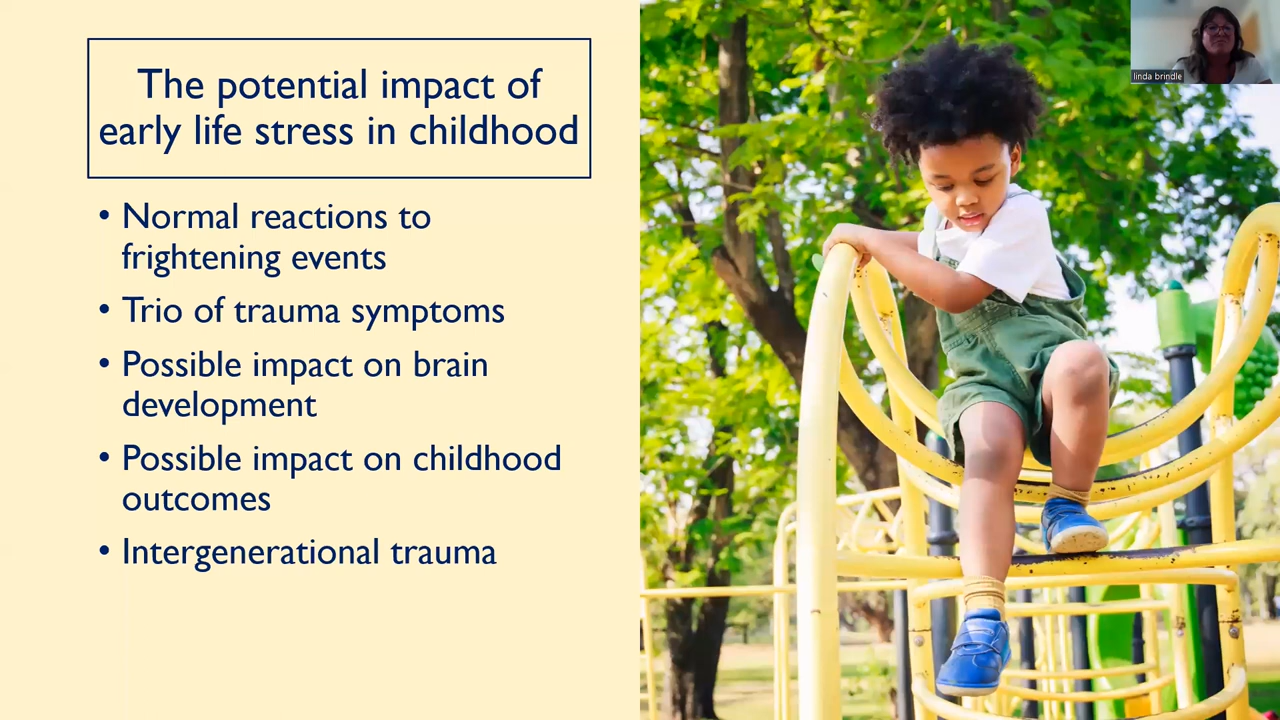 The potential impact of
early life stress in childhood
• Normal reactions to
frightening events
• Trio of trauma symptoms
• Possible impact on brain
development
• Possible impact on childhood
outcomes
• Intergenerational trauma
linda brindle